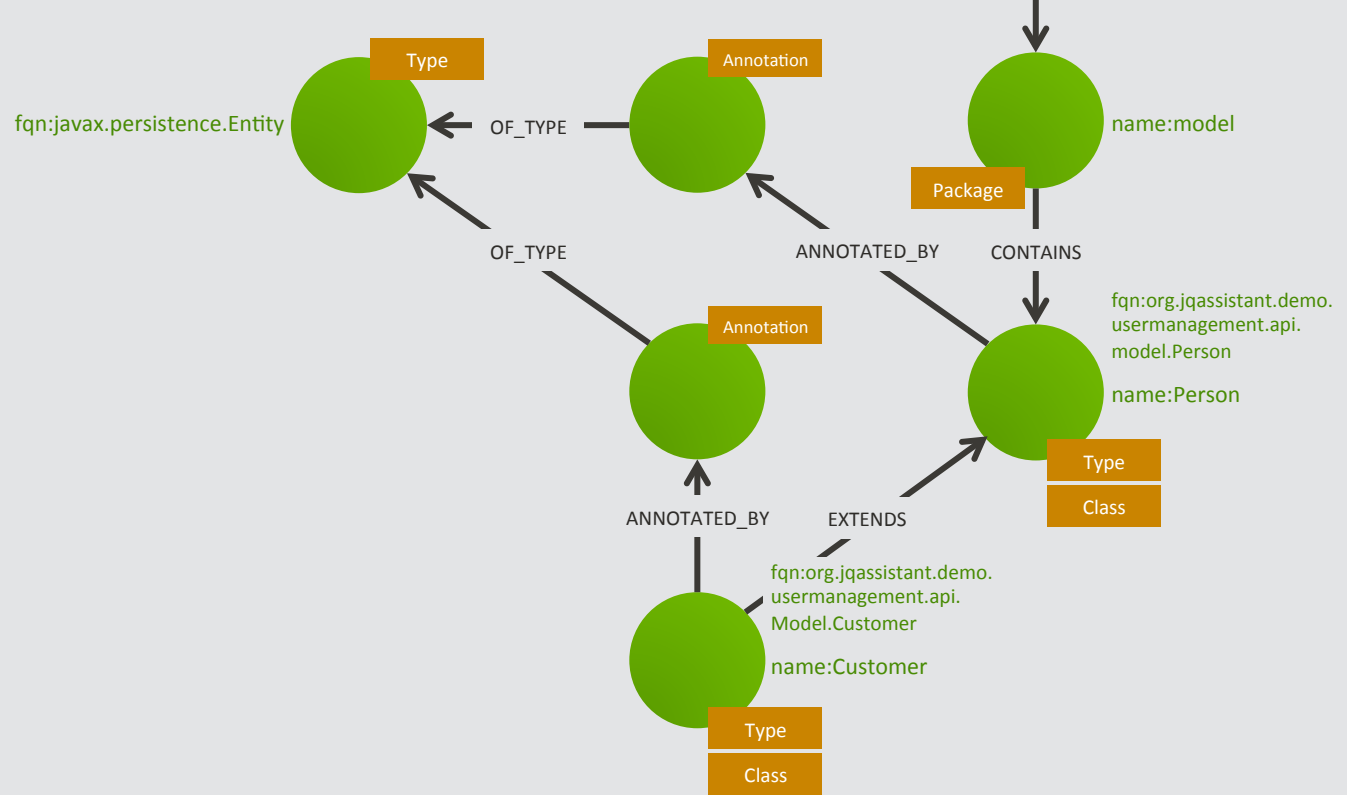 Type
Annotation
fqn:javax.persistence.Entity
OF_TYPE
name:model
Package
OF_TYPE
ANNOTATED_BY
CONTAINS
fqn:org.jqassistant.demo.
usermanagement.api.
model.Person
name:Person
Annotation
Type
Class
ANNOTATED_BY
EXTENDS
fqn:org.jqassistant.demo.
usermanagement.api.
Model.Customer
name:Customer
Type
Class